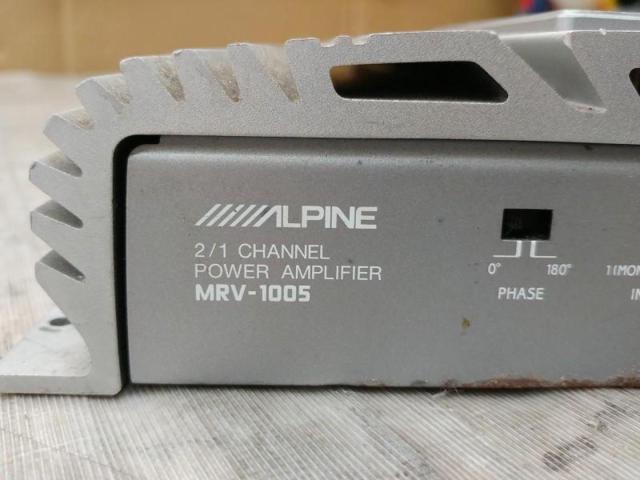 ALPINE
2/1 CHANNEL
POWER AMPLIFIER
MRV-1005
0° 180°
PHASE